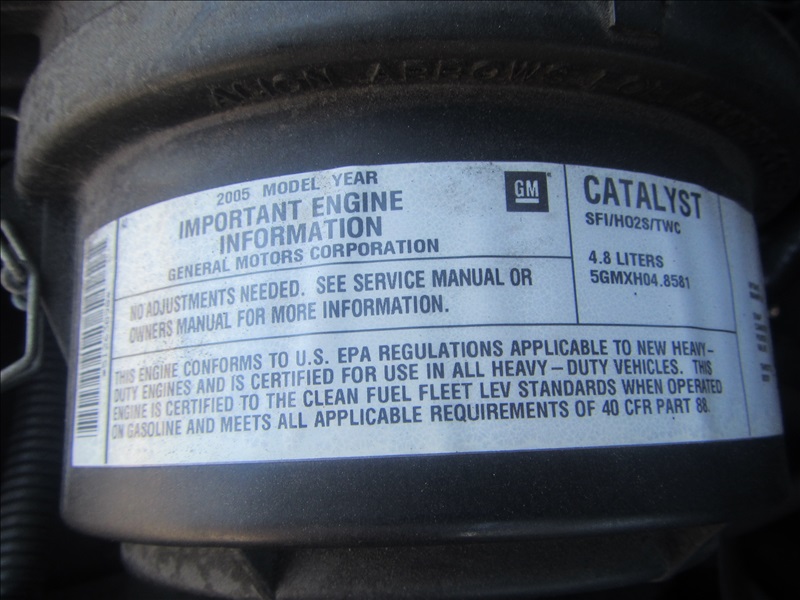 ALIGN ARROWS
2005 MODEL YEAR
IMPORTANT ENGINE
INFORMATION
GENERAL MOTORS CORPORATION
GM
CATALYST
SFI/HO2S/TWC
4.8 LITERS
5GMXH04.8581
NO ADJUSTMENTS NEEDED. SEE SERVICE MANUAL OR
OWNERS MANUAL FOR MORE INFORMATION.
THIS ENGINE CONFORMS TO U.S. EPA REGULATIONS APPLICABLE TO NEW HEAVY-
DUTY ENGINES AND IS CERTIFIED FOR USE IN ALL HEAVY-DUTY VEHICLES. THIS
ENGINE IS CERTIFIED TO THE CLEAN FUEL FLEET LEV STANDARDS WHEN OPERATED
ON GASOLINE AND MEETS ALL APPLICABLE REQUIREMENTS OF 40 CFR PART 88.